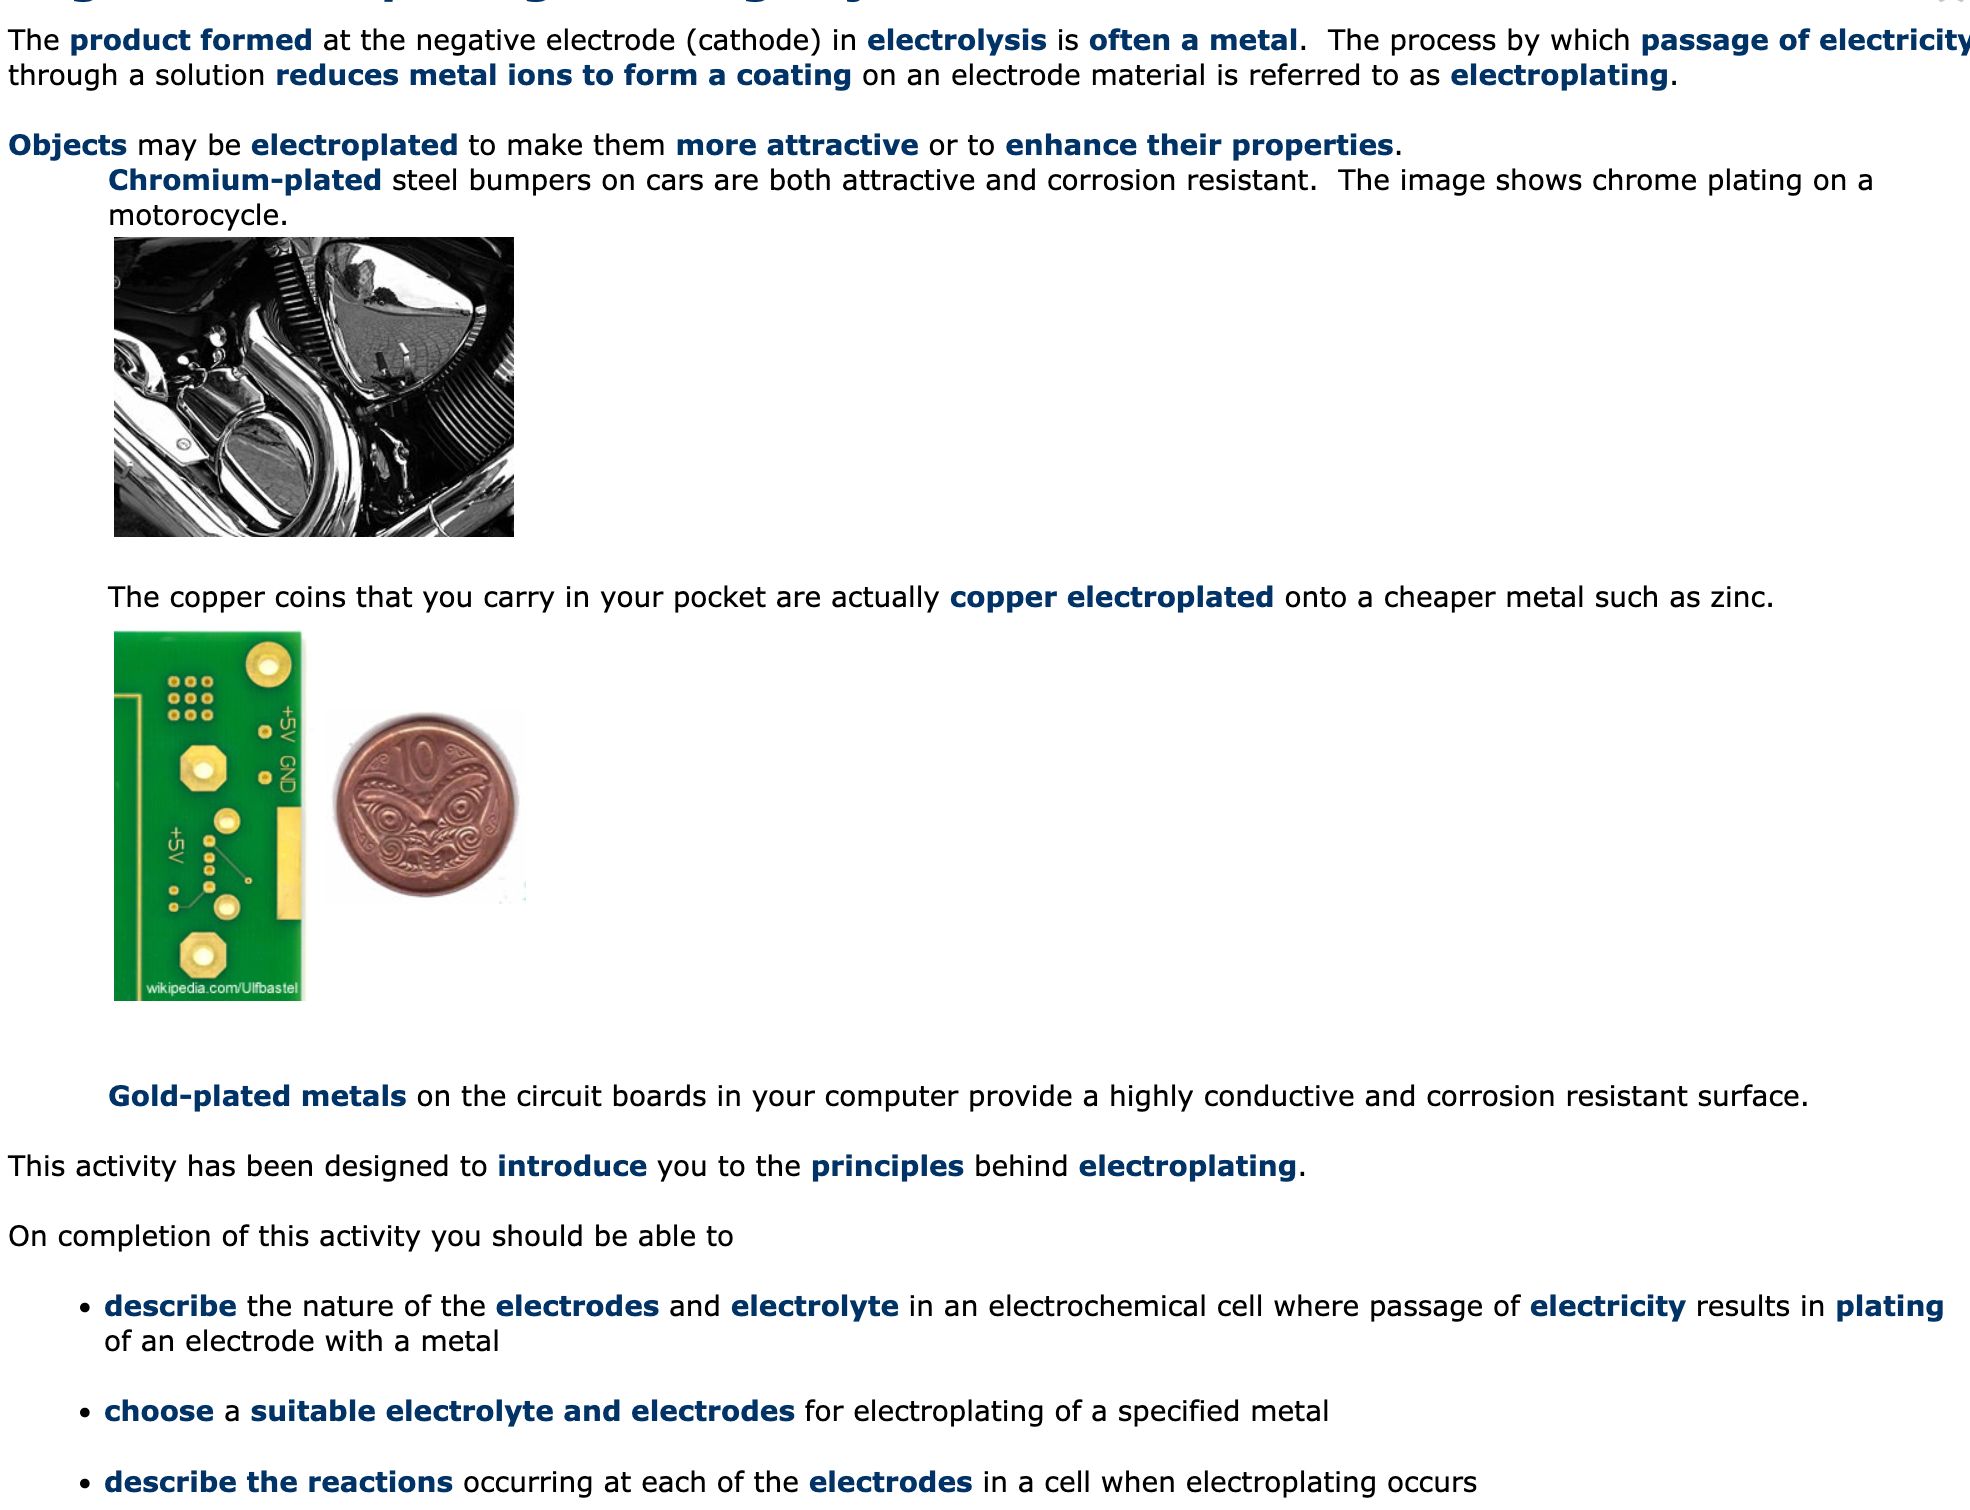 The product formed at the negative electrode (cathode) in electrolysis is often a metal.  The process by which passage of electricity
through a solution reduces metal ions to form a coating on an electrode material is referred to as electroplating.
Objects may be electroplated to make them more attractive or to enhance their properties.
Chromium-plated steel bumpers on cars are both attractive and corrosion resistant.  The image shows chrome plating on a
motorocycle.
The copper coins that you carry in your pocket are actually copper electroplated onto a cheaper metal such as zinc.
+5V GND
+5V
10
wikipedia.com/Ulfbastel
Gold-plated metals on the circuit boards in your computer provide a highly conductive and corrosion resistant surface.
This activity has been designed to introduce you to the principles behind electroplating.
On completion of this activity you should be able to
• describe the nature of the electrodes and electrolyte in an electrochemical cell where passage of electricity results in plating
of an electrode with a metal
• choose a suitable electrolyte and electrodes for electroplating of a specified metal
• describe the reactions occurring at each of the electrodes in a cell when electroplating occurs